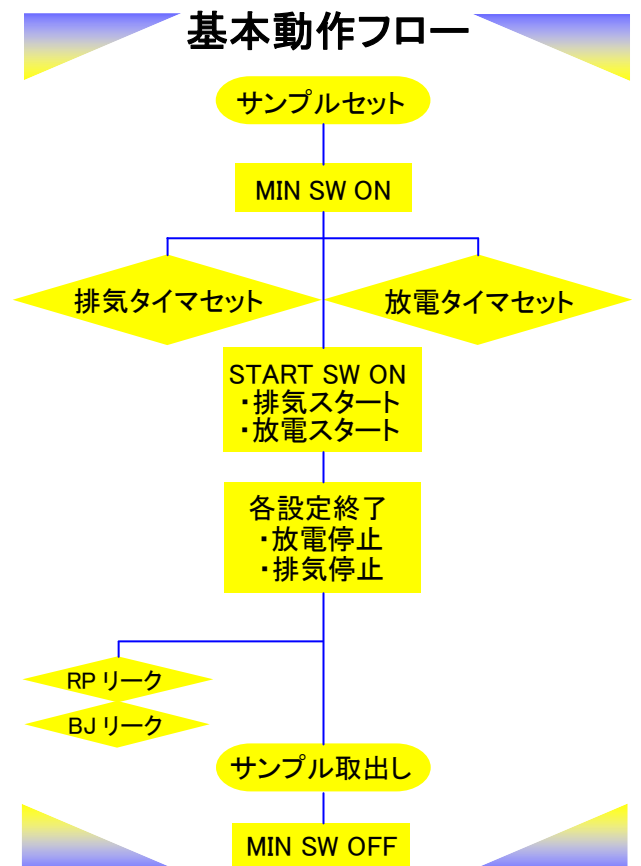 基本動作フロー
サンプルセット
MIN SW ON
排気タイマセット
放電タイマセット
START SW ON
・排気スタート
・放電スタート
各設定終了
・放電停止
・排気停止
RPリーク
BJリーク
サンプル取出し
MIN SW OFF